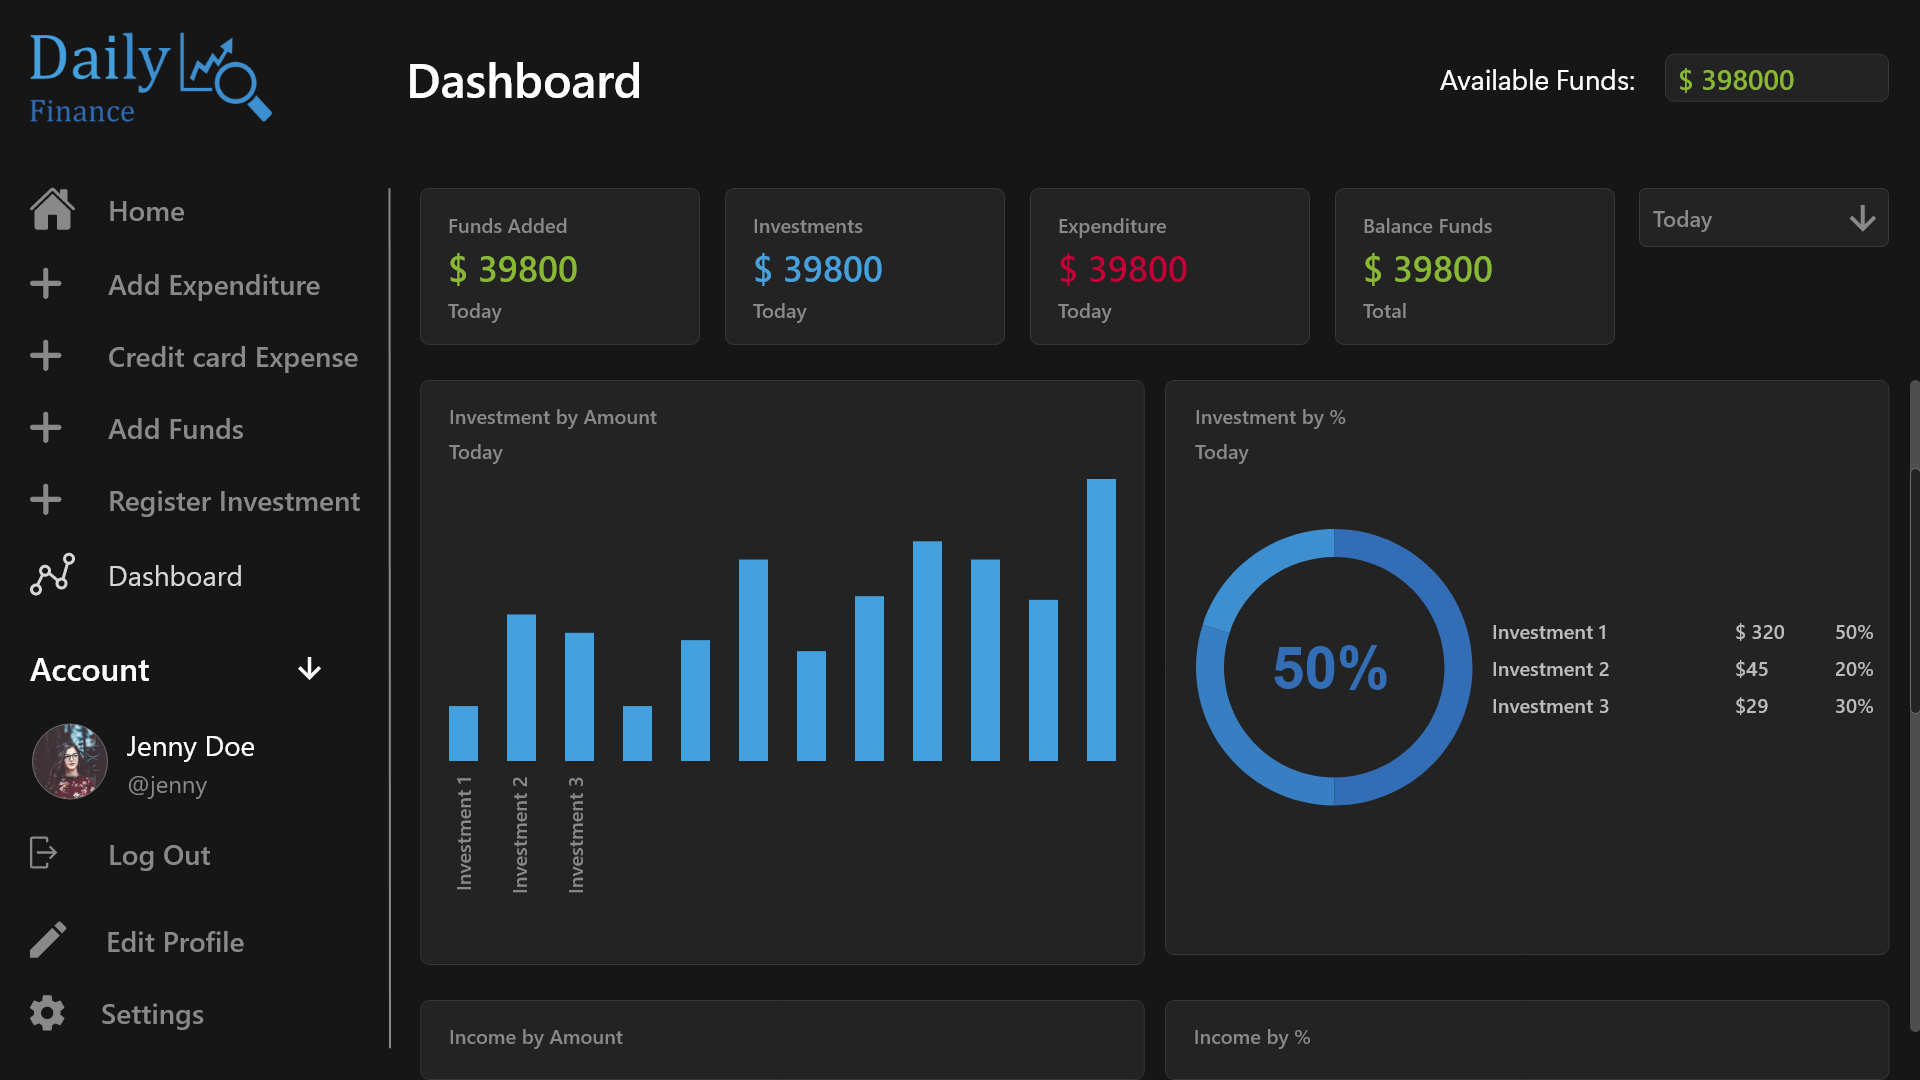 Daily
Finance
Dashboard
Available Funds:
$ 398000
Home
Add Expenditure
Credit card Expense
Add Funds
Register Investment
Dashboard
Account
Jenny Doe
@jenny
Log Out
Edit Profile
Settings
Funds Added
$ 39800
Today
Investments
$ 39800
Today
Expenditure
$ 39800
Today
Balance Funds
$ 39800
Total
Today
Investment by Amount
Today
Investment 1
Investment 2
Investment 3
Investment by %
Today
50%
Investment 1 $ 320 50%
Investment 2 $45 20%
Investment 3 $29 30%
Income by Amount
Income by %